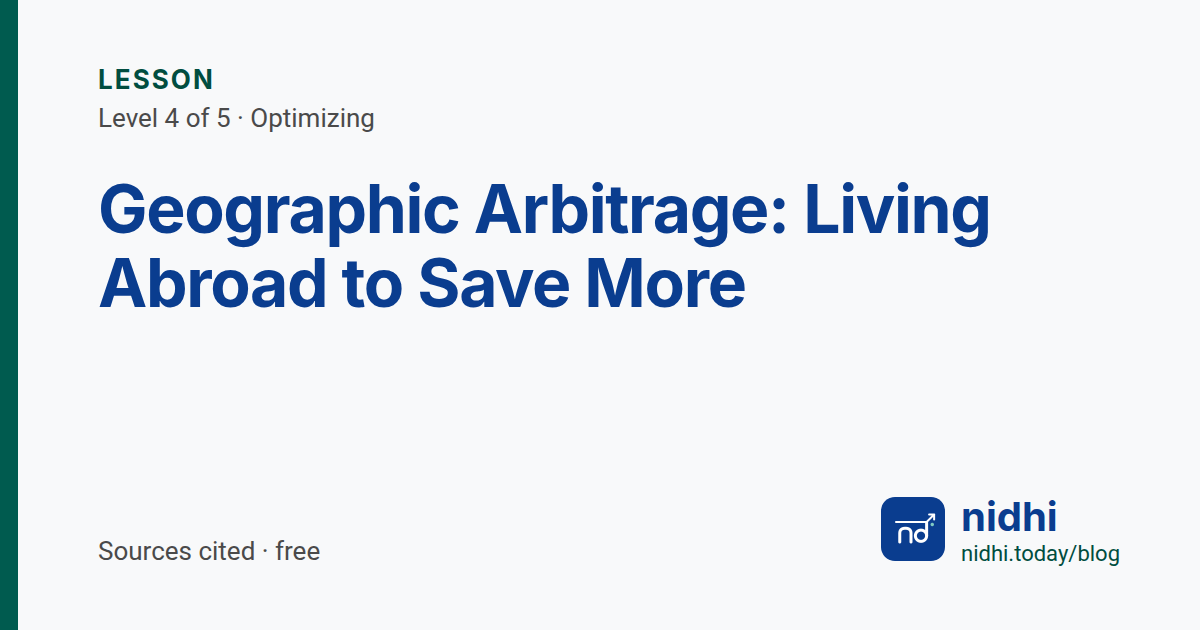 LESSON
Level 4 of 5 · Optimizing
Geographic Arbitrage: Living
Abroad to Save More
Sources cited · free
nd
nidhi
nidhi.today/blog